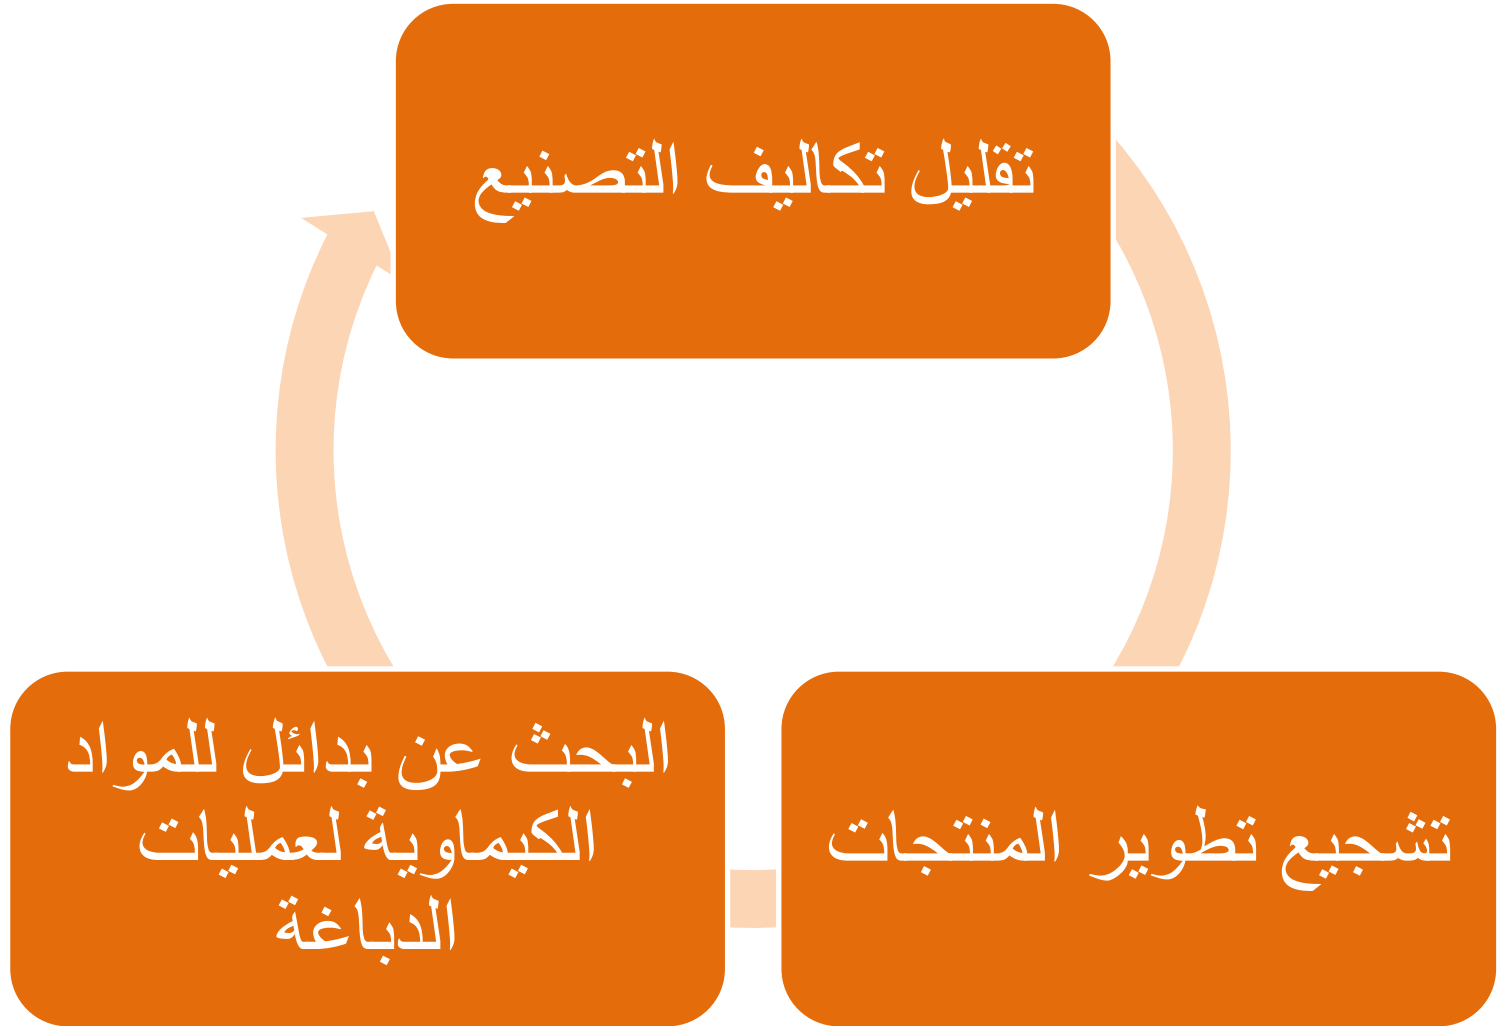 تقليل تكاليف التصنيع
تشجيع تطوير المنتجات
البحث عن بدائل للمواد
الكيماوية لعمليات
الدباغة